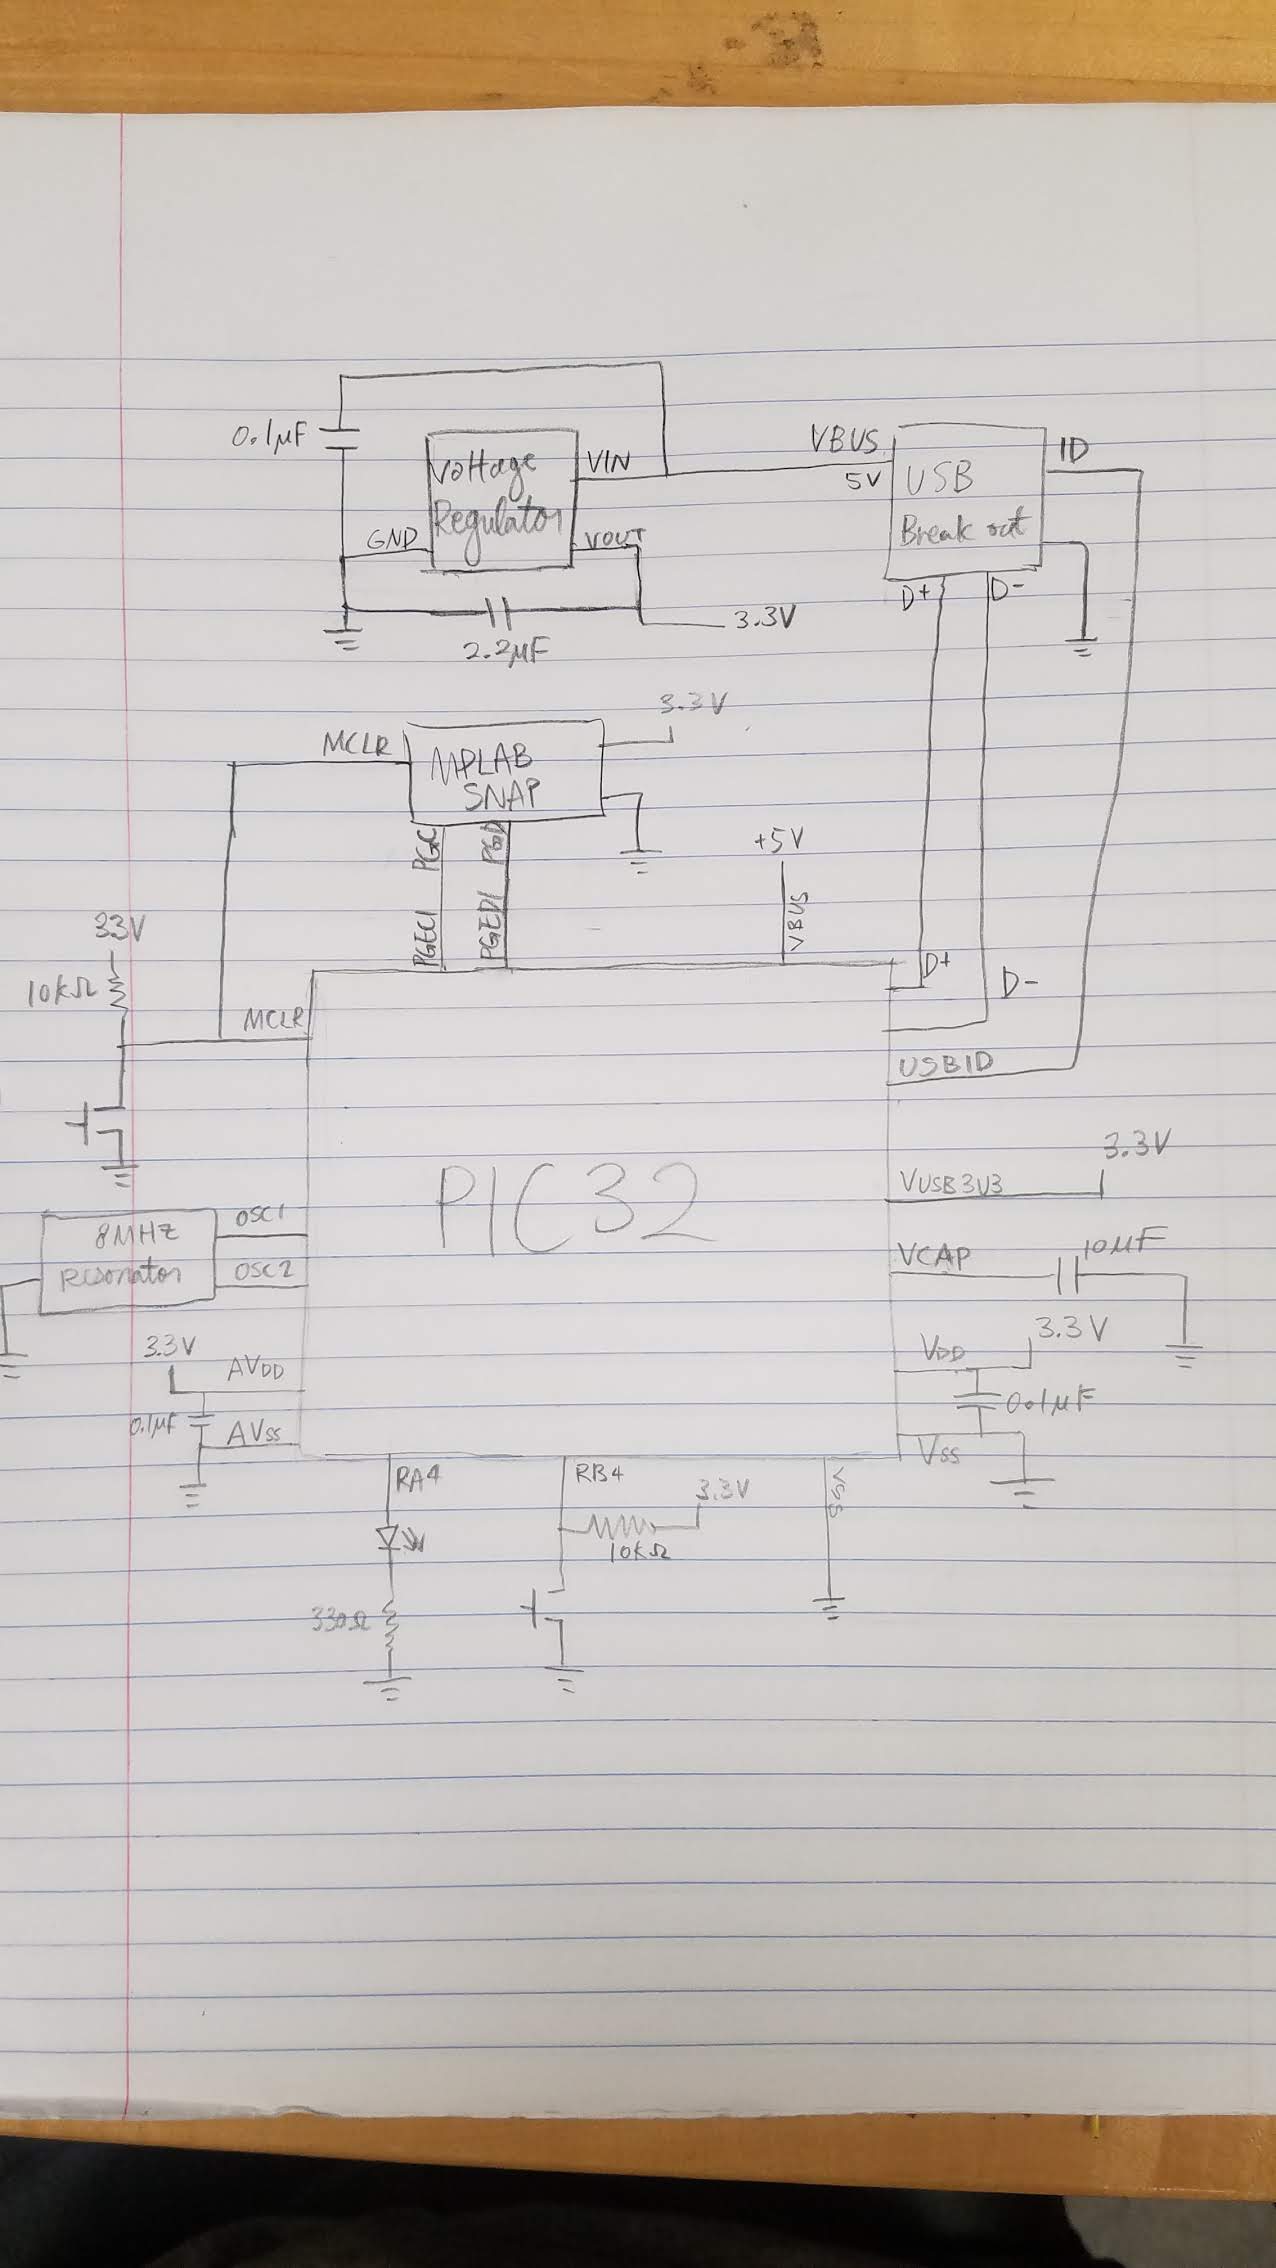 0.1μF
Voltage
Regulator
VIN
GND
VOUT
2.2μF
3.3V
VBUS
5V
USB
Break out
ID
D+
D-
MCLR
MPLAB
SNAP
3.3V
PGC
PGD
PGEC1
PGED1
+5V
VBUS
3.3V
10kΩ
MCLR
D+
D-
USBID
PIC32
VUSB3V3
3.3V
8MHZ
Resonator
OSC1
OSC2
VCAP
10μF
3.3V
AVDD
0.1μF
AVSS
VDD
3.3V
0.1μF
VSS
RA4
330Ω
RB4
3.3V
10kΩ
VSS